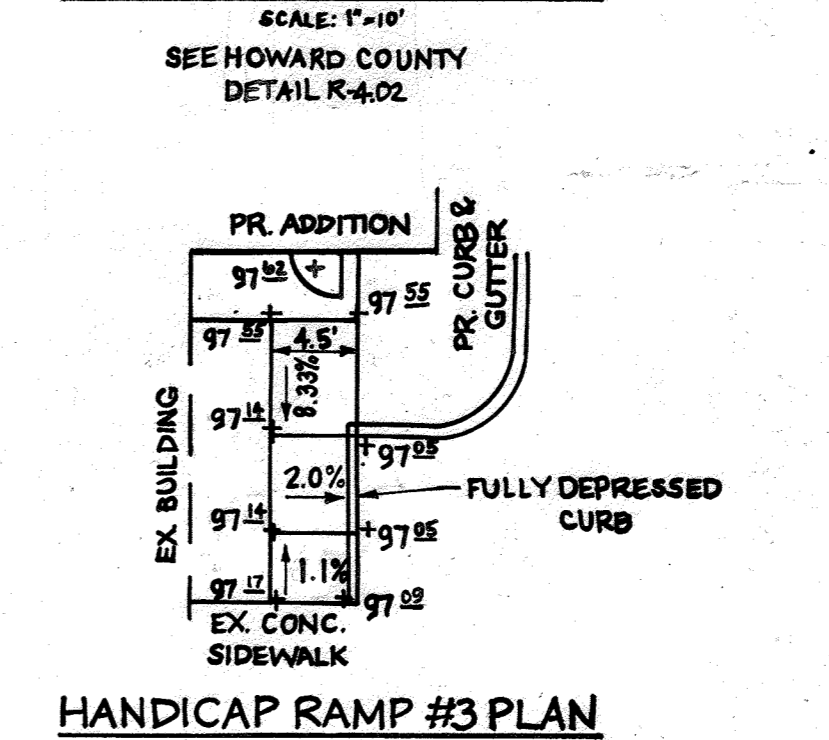 SCALE: 1"=10'
SEE HOWARD COUNTY
DETAIL R-4.02
PR. ADDITION
PR. CURB &
GUTTER
97 62
97 55
97 55
4.5'
8.33%
97 14
97 05
EX. BUILDING
2.0%
FULLY DEPRESSED
CURB
97 14
97 05
1.1%
97 17
97 09
EX. CONC.
SIDEWALK
HANDICAP RAMP #3 PLAN